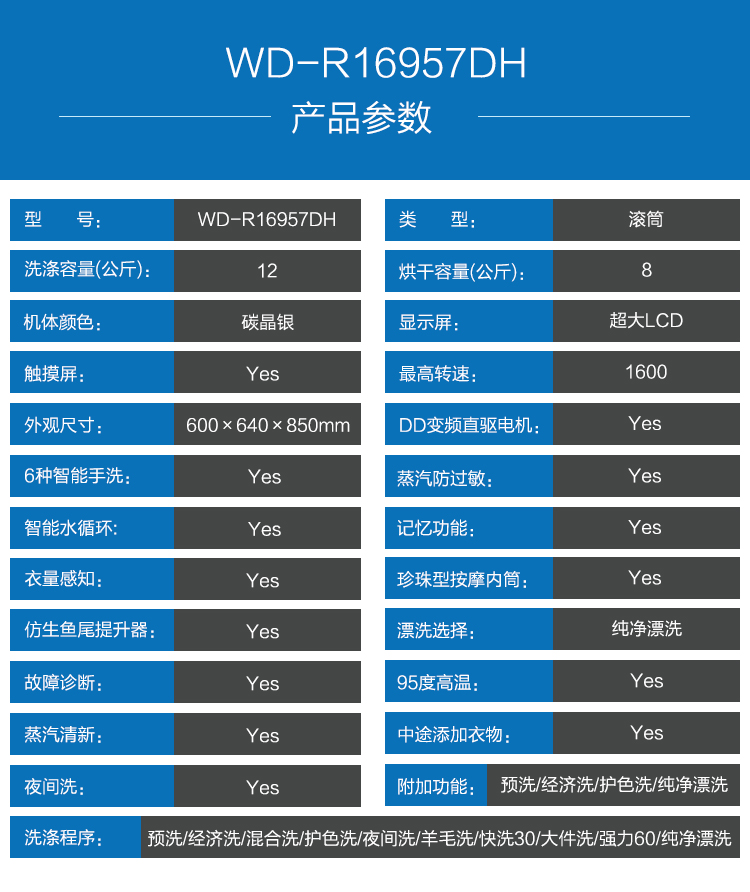 WD-R16957DH
产品参数
型 号: WD-R16957DH 类 型: 滚筒
洗涤容量(公斤): 12 烘干容量(公斤): 8
机体颜色: 碳晶银 显示屏: 超大LCD
触摸屏: Yes 最高转速: 1600
外观尺寸: 600×640×850mm DD变频直驱电机: Yes
6种智能手洗: Yes 蒸汽防过敏: Yes
智能水循环: Yes 记忆功能: Yes
衣量感知: Yes 珍珠型按摩内筒: Yes
仿生鱼尾提升器: Yes 漂洗选择: 纯净漂洗
故障诊断: Yes 95度高温: Yes
蒸汽清新: Yes 中途添加衣物: Yes
夜间洗: Yes 附加功能: 预洗/经济洗/护色洗/纯净漂洗
洗涤程序: 预洗/经济洗/混合洗/护色洗/夜间洗/羊毛洗/快洗30/大件洗/强力60/纯净漂洗